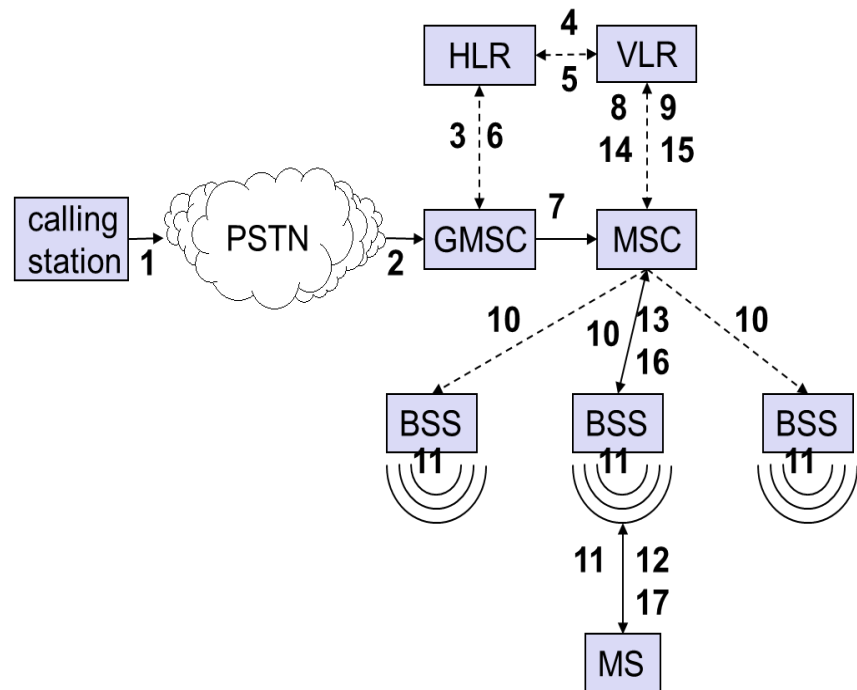 4
HLR
VLR
5
8 9
3 6
14 15
calling
station
PSTN
7
GMSC
MSC
1
2
10
10
13
10
16
BSS
BSS
BSS
11
11
11
11
12
17
MS